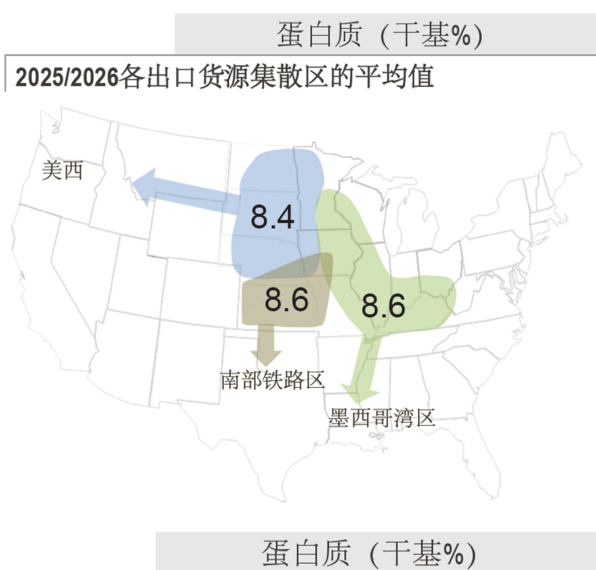 蛋白质 (干基%)
2025/2026各出口货源集散区的平均值
美西
8.4
8.6
8.6
南部铁路区
墨西哥湾区
蛋白质 (干基%)